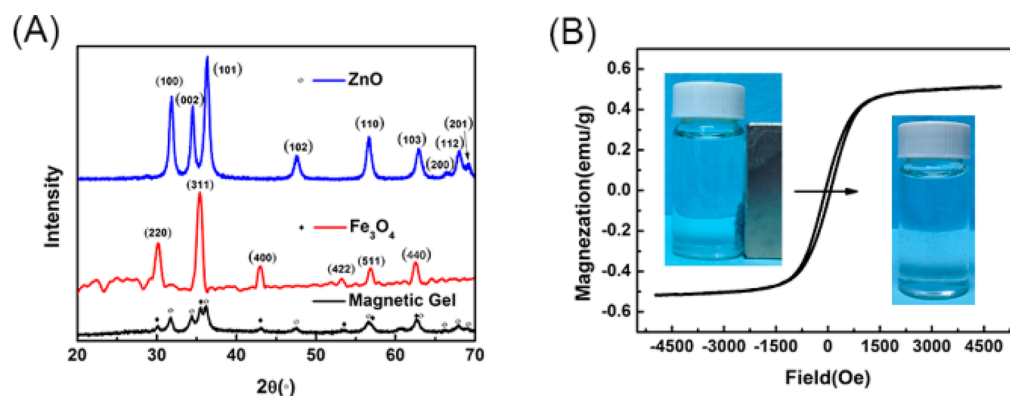 (A)
Intensity
(100)
(002)
(101)
(102)
(110)
(103)
(200)
(112)
(201)
◦ — ZnO
(220)
(311)
(400)
(422)
(511)
(440)
♦ — Fe₃O₄
— Magnetic Gel
20 30 40 50 60 70
2θ(◦)
(B)
Magnezation(emu/g)
0.6
0.4
0.2
0.0
-0.2
-0.4
-0.6
-4500 -3000 -1500 0 1500 3000 4500
Field(Oe)